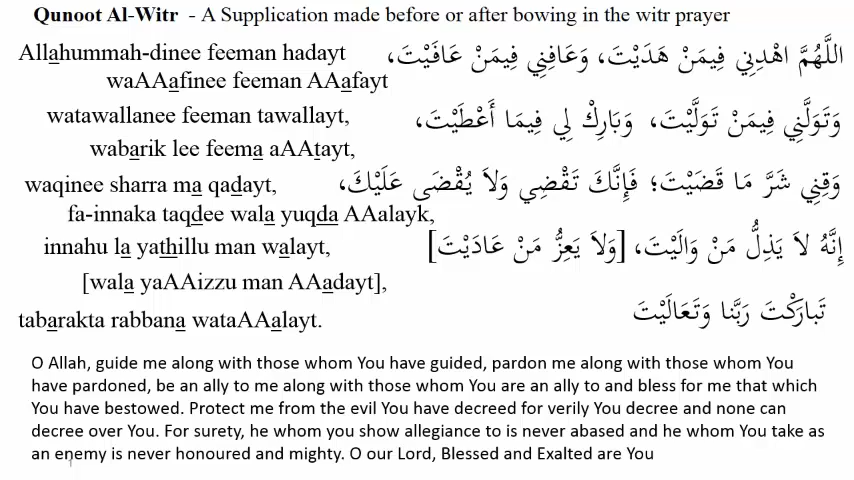 Qunoot Al-Witr - A Supplication made before or after bowing in the witr prayer
Allahummah-dinee feeman hadayt
اللَّهُمَّ اهْدِنِي فِيمَنْ هَدَيْتَ، وَعَافِنِي فِيمَنْ عَافَيْتَ،
waAAafinee feeman AAafayt
watawallanee feeman tawallayt,
وَتَوَلَّنِي فِيمَنْ تَوَلَّيْتَ، وَبَارِكْ لِي فِيمَا أَعْطَيْتَ،
wabarik lee feema aAAtayt,
waqinee sharra ma qadayt,
وَقِنِي شَرَّ مَا قَضَيْتَ؛ فَإِنَّكَ تَقْضِي وَلاَ يُقْضَى عَلَيْكَ،
fa-innaka taqdee wala yuqda AAalayk,
innahu la yathillu man walayt,
إِنَّهُ لاَ يَذِلُّ مَنْ وَالَيْتَ، [وَلاَ يَعِزُّ مَنْ عَادَيْتَ]
[wala yaAAizzu man AAadayt],
تَبارَكْتَ رَبَّنا وَتَعَالَيْتَ
tabarakta rabbana wataAAalayt.
O Allah, guide me along with those whom You have guided, pardon me along with those whom You
have pardoned, be an ally to me along with those whom You are an ally to and bless for me that which
You have bestowed. Protect me from the evil You have decreed for verily You decree and none can
decree over You. For surety, he whom you show allegiance to is never abased and he whom You take as
an enemy is never honoured and mighty. O our Lord, Blessed and Exalted are You